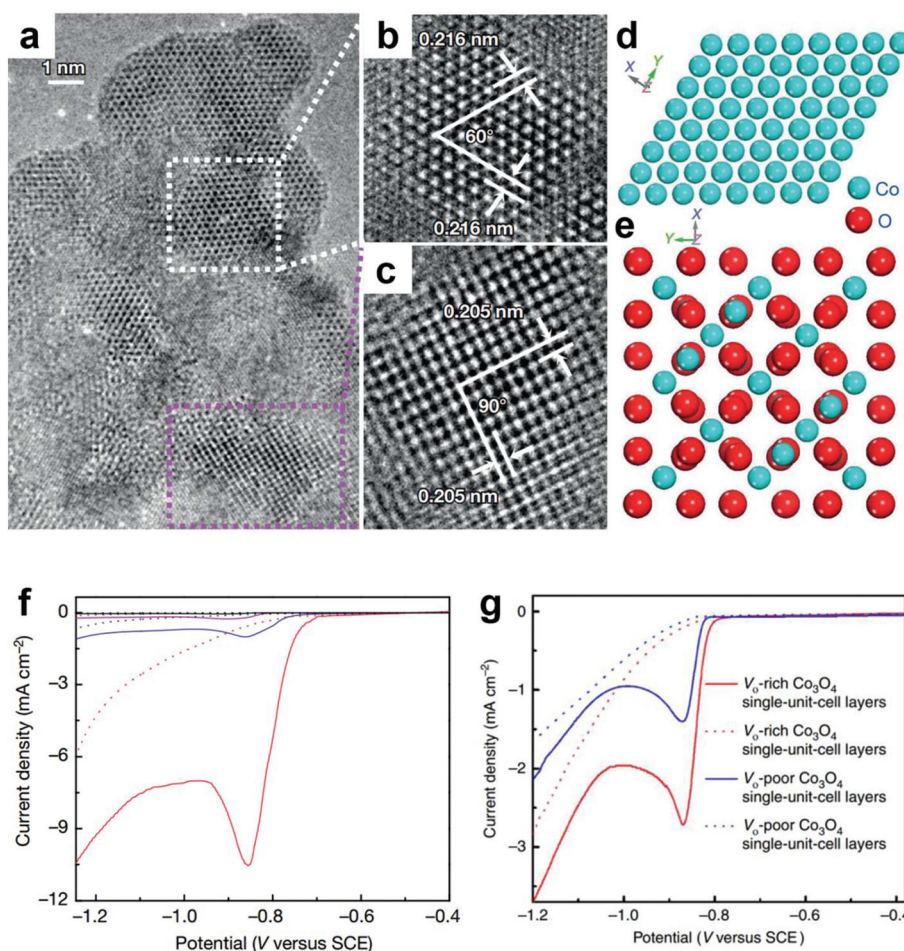 a
1 nm
b
0.216 nm
60°
0.216 nm
c
0.205 nm
90°
0.205 nm
d
X
Y
Z
Co
O
e
X
Y
Z
f
0
−3
−6
−9
−12
Current density (mA cm⁻²)
−1.2
−1.0
−0.8
−0.6
−0.4
Potential (V versus SCE)
g
0
−1
−2
−3
Current density (mA cm⁻²)
Vₒ-rich Co₃O₄
single-unit-cell layers
Vₒ-rich Co₃O₄
single-unit-cell layers
Vₒ-poor Co₃O₄
single-unit-cell layers
Vₒ-poor Co₃O₄
single-unit-cell layers
−1.2
−1.0
−0.8
−0.6
−0.4
Potential (V versus SCE)